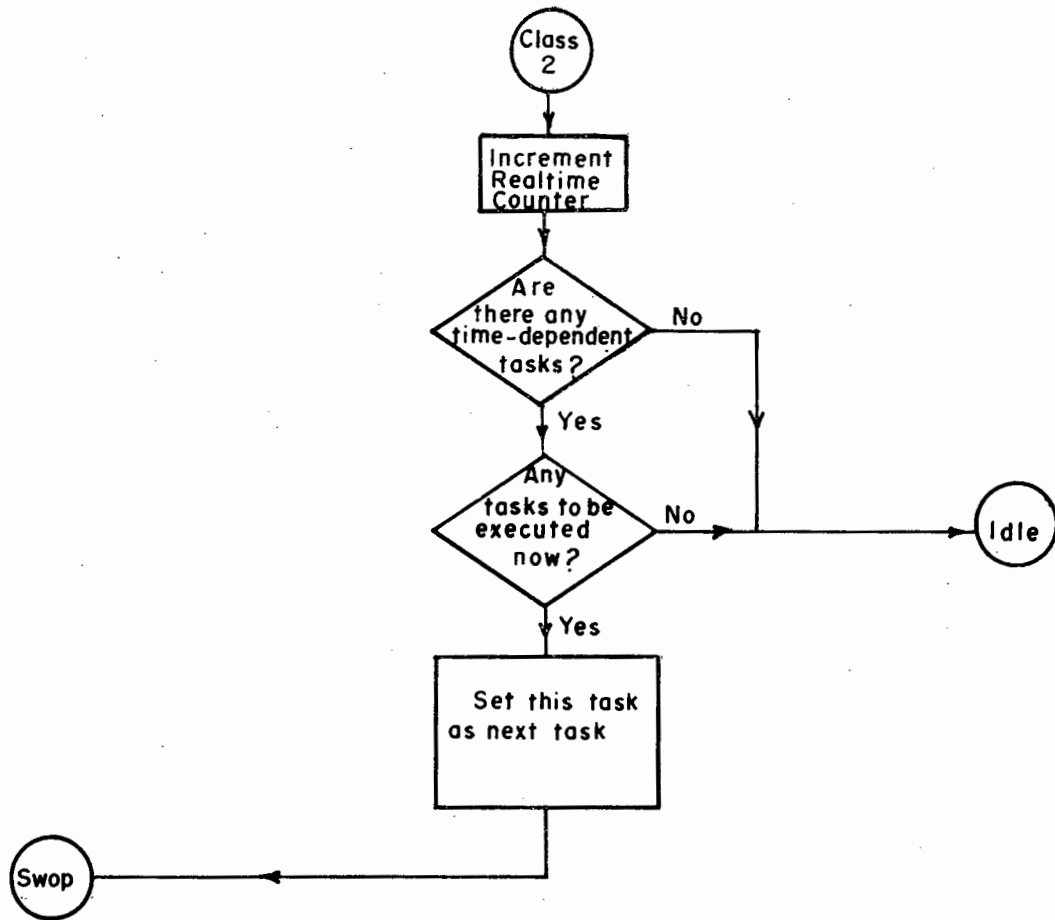 Class
2
Increment
Realtime
Counter
Are
there any
time-dependent
tasks?
No
Yes
Any
tasks to be
executed
now?
No
Idle
Yes
Set this task
as next task
Swop